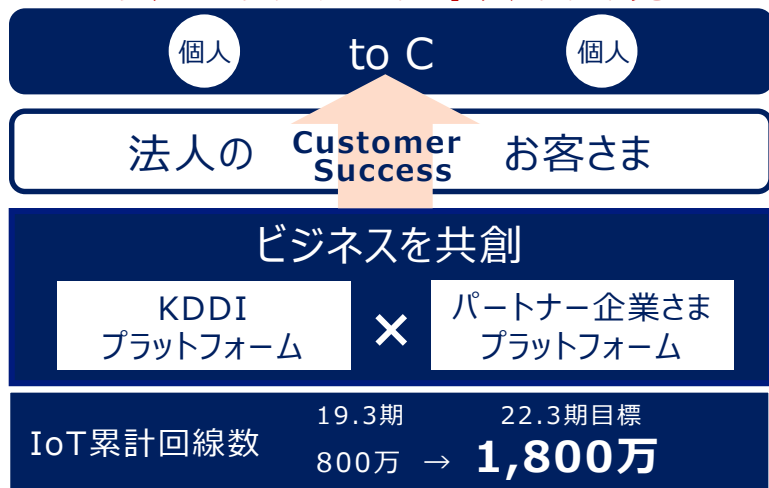 個人 to C 個人
法人の Customer Success お客さま
ビジネスを共創
KDDI
プラットフォーム
×
パートナー企業さま
プラットフォーム
IoT累計回線数
19.3期 22.3期目標
800万 → 1,800万